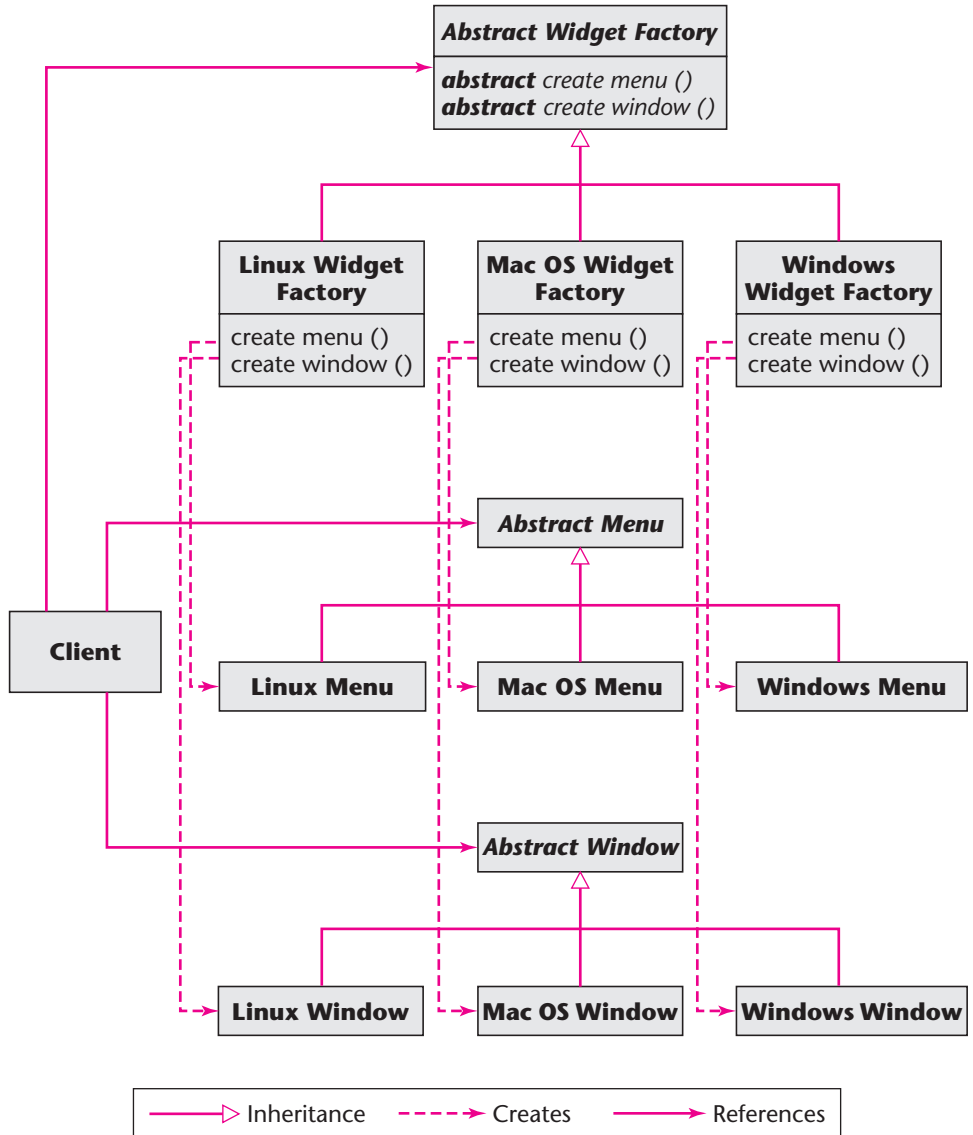 Abstract Widget Factory
abstract create menu ()
abstract create window ()
Linux Widget
Factory
create menu ()
create window ()
Mac OS Widget
Factory
create menu ()
create window ()
Windows
Widget Factory
create menu ()
create window ()
Abstract Menu
Client
Linux Menu
Mac OS Menu
Windows Menu
Abstract Window
Linux Window
Mac OS Window
Windows Window
Inheritance
Creates
References